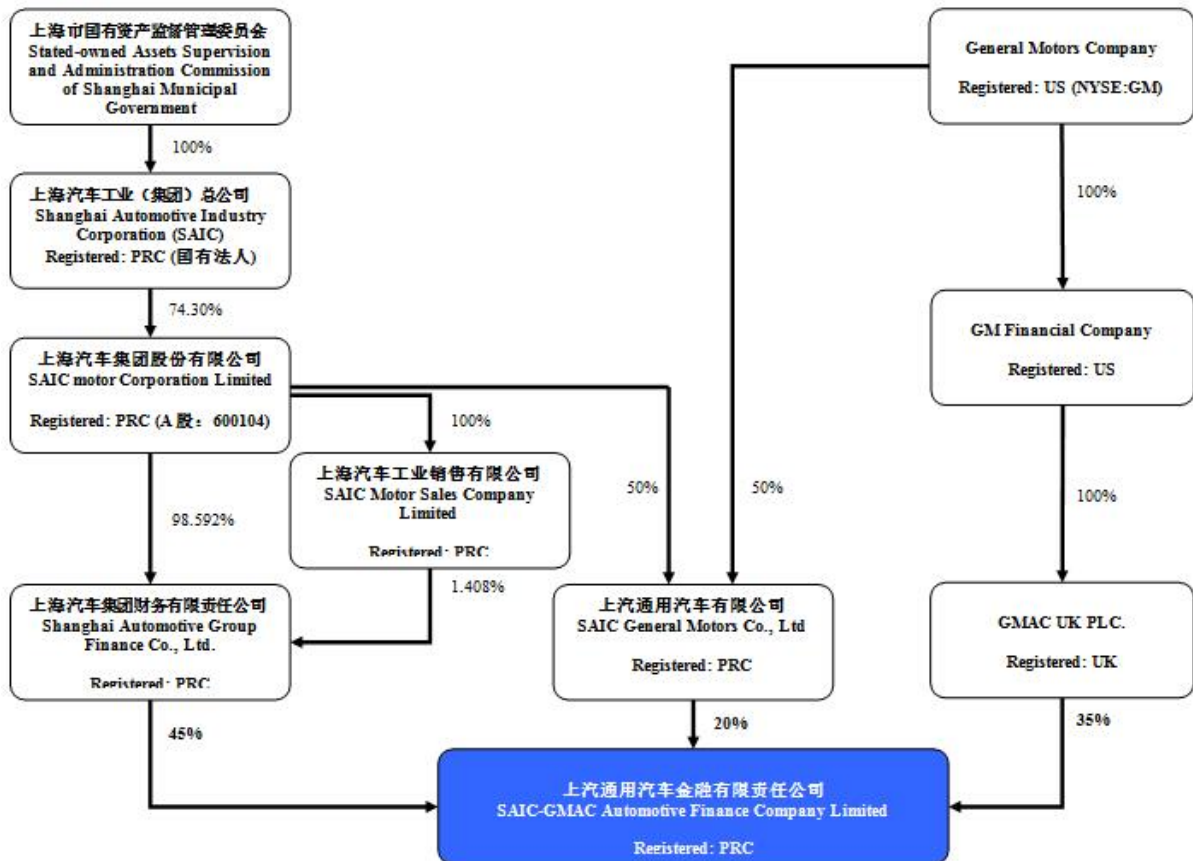 上海市国有资产监督管理委员会
Stated-owned Assets Supervision
and Administration Commission
of Shanghai Municipal
Government
General Motors Company
Registered: US (NYSE:GM)
100%
上海汽车工业（集团）总公司
Shanghai Automotive Industry
Corporation (SAIC)
Registered: PRC (国有法人)
100%
74.30%
上海汽车集团股份有限公司
SAIC motor Corporation Limited
Registered: PRC (A 股：600104)
GM Financial Company
Registered: US
100%
上海汽车工业销售有限公司
SAIC Motor Sales Company
Limited
Registered: PRC
50%
50%
100%
98.592%
1.408%
上海汽车集团财务有限责任公司
Shanghai Automotive Group
Finance Co., Ltd.
Registered: PRC
上汽通用汽车有限公司
SAIC General Motors Co., Ltd
Registered: PRC
GMAC UK PLC.
Registered: UK
45%
20%
35%
上汽通用汽车金融有限责任公司
SAIC-GMAC Automotive Finance Company Limited
Registered: PRC